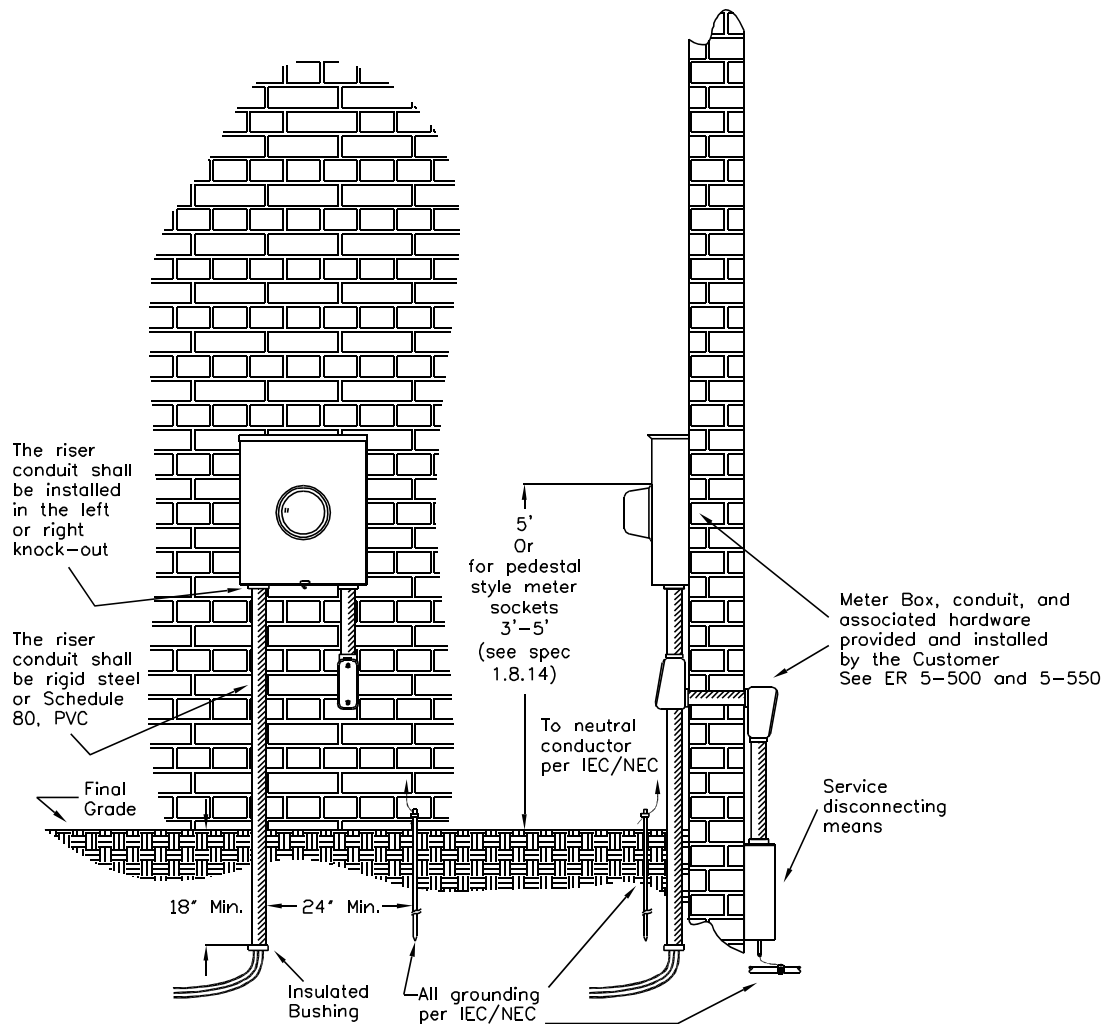 The riser
conduit shall
be installed
in the left
or right
knock-out
The riser
conduit shall
be rigid steel
or Schedule
80, PVC
Final
Grade
18" Min.
24" Min.
Insulated
Bushing
All grounding
per IEC/NEC
5'
Or
for pedestal
style meter
sockets
3'-5'
(see spec
1.8.14)
To neutral
conductor
per IEC/NEC
Meter Box, conduit, and
associated hardware
provided and installed
by the Customer
See ER 5-500 and 5-550
Service
disconnecting
means